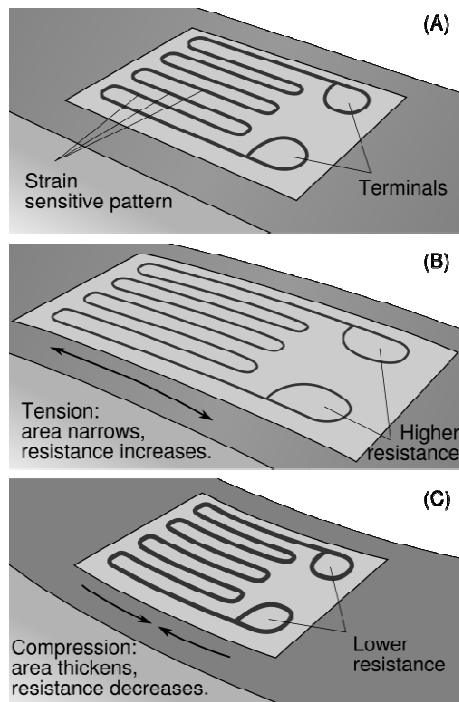 (A)
Strain
sensitive pattern
Terminals
(B)
Tension:
area narrows,
resistance increases.
Higher
resistance
(C)
Compression:
area thickens,
resistance decreases.
Lower
resistance